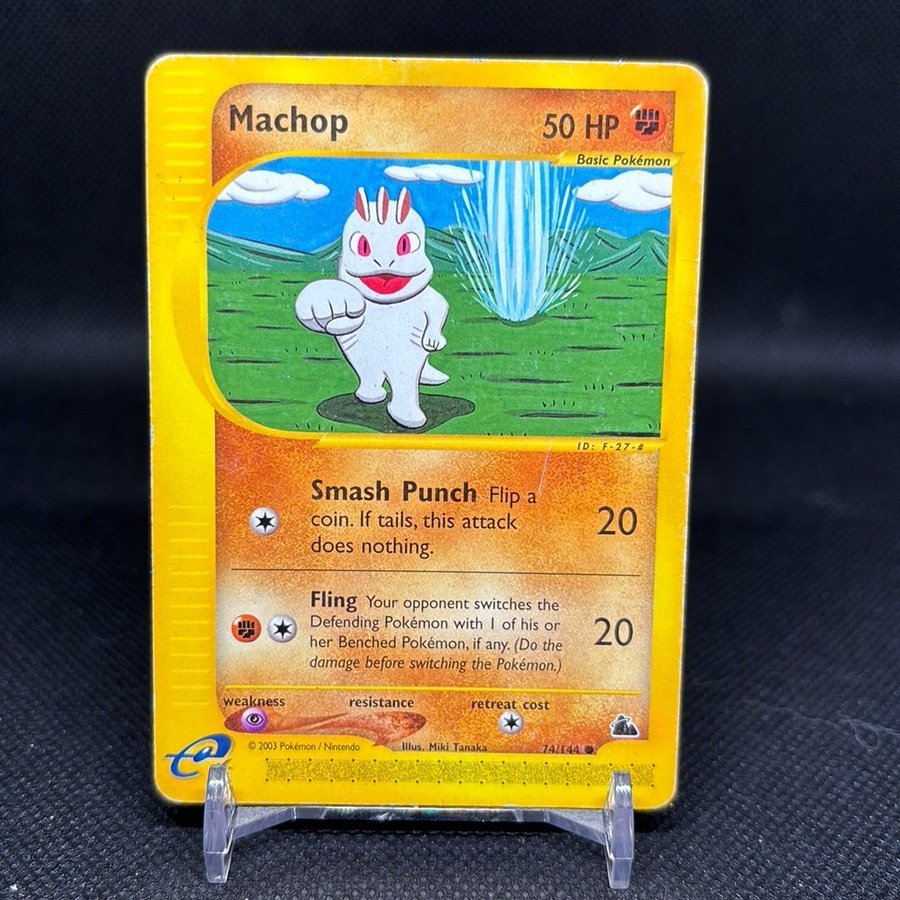 Machop
50 HP
Basic Pokémon
ID: F-27-#
Smash Punch Flip a
coin. If tails, this attack
does nothing.
20
Fling Your opponent switches the
Defending Pokémon with 1 of his or
her Benched Pokémon, if any. (Do the
damage before switching the Pokémon.)
20
weakness resistance retreat cost
© 2003 Pokémon / Nintendo Illus. Miki Tanaka 74/144
e